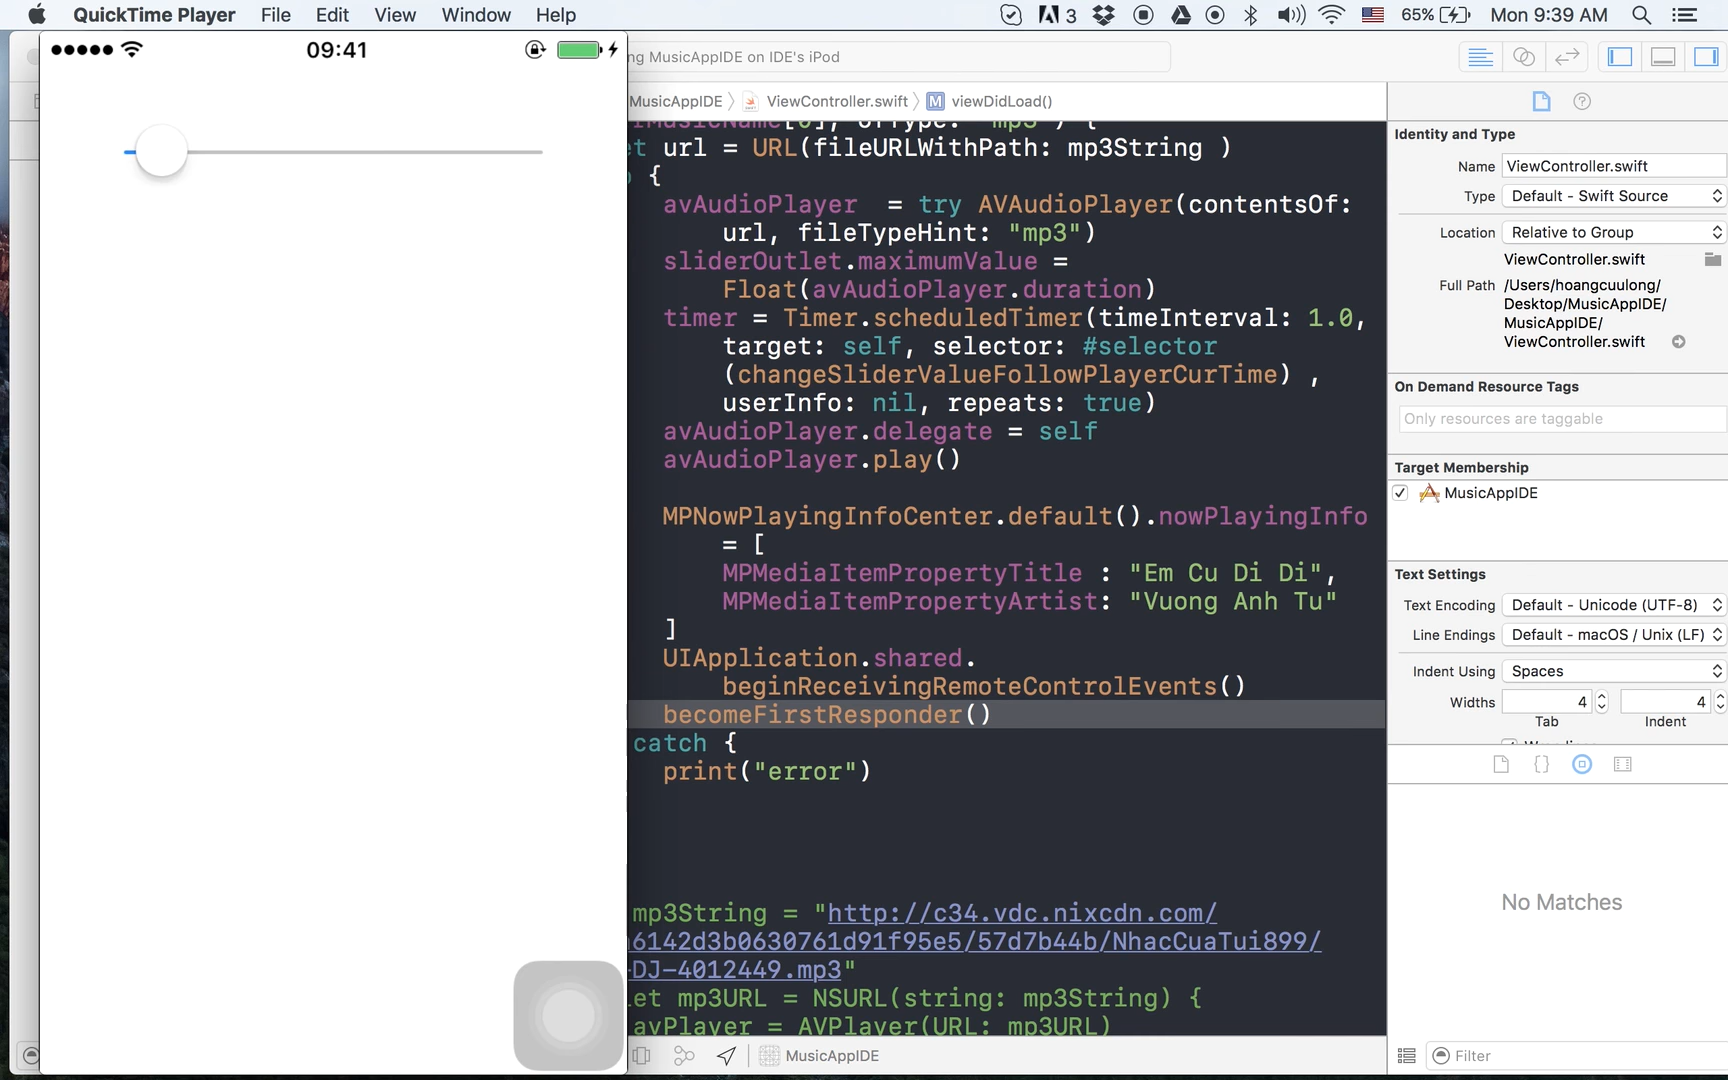 QuickTime Player File Edit View Window Help 3 65% Mon 9:39 AM
09:41
ng MusicAppIDE on IDE's iPod
MusicAppIDE ViewController.swift M viewDidLoad()
et url = URL(fileURLWithPath: mp3String )
{
avAudioPlayer = try AVAudioPlayer(contentsOf:
url, fileTypeHint: "mp3")
sliderOutlet.maximumValue =
Float(avAudioPlayer.duration)
timer = Timer.scheduledTimer(timeInterval: 1.0,
target: self, selector: #selector
(changeSliderValueFollowPlayerCurTime) ,
userInfo: nil, repeats: true)
avAudioPlayer.delegate = self
avAudioPlayer.play()
MPNowPlayingInfoCenter.default().nowPlayingInfo
= [
MPMediaItemPropertyTitle : "Em Cu Di Di",
MPMediaItemPropertyArtist: "Vuong Anh Tu"
]
UIApplication.shared.
beginReceivingRemoteControlEvents()
becomeFirstResponder()
catch {
print("error")
mp3String = "http://c34.vdc.nixcdn.com/
6142d3b0630761d91f95e5/57d7b44b/NhacCuaTui899/
-DJ-4012449.mp3"
et mp3URL = NSURL(string: mp3String) {
avPlayer = AVPlayer(URL: mp3URL)
MusicAppIDE
Identity and Type
Name ViewController.swift
Type Default - Swift Source
Location Relative to Group
ViewController.swift
Full Path /Users/hoangcuulong/
Desktop/MusicAppIDE/
MusicAppIDE/
ViewController.swift
On Demand Resource Tags
Only resources are taggable
Target Membership
MusicAppIDE
Text Settings
Text Encoding Default - Unicode (UTF-8)
Line Endings Default - macOS / Unix (LF)
Indent Using Spaces
Widths 4 4
Tab Indent
{}
No Matches
Filter